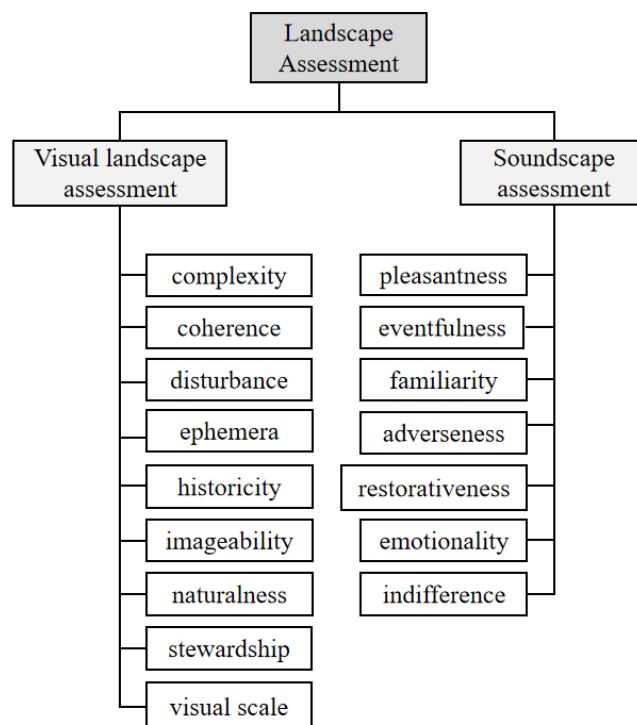 Landscape
Assessment
Visual landscape
assessment
Soundscape
assessment
complexity
coherence
disturbance
ephemera
historicity
imageability
naturalness
stewardship
visual scale
pleasantness
eventfulness
familiarity
adverseness
restorativeness
emotionality
indifference